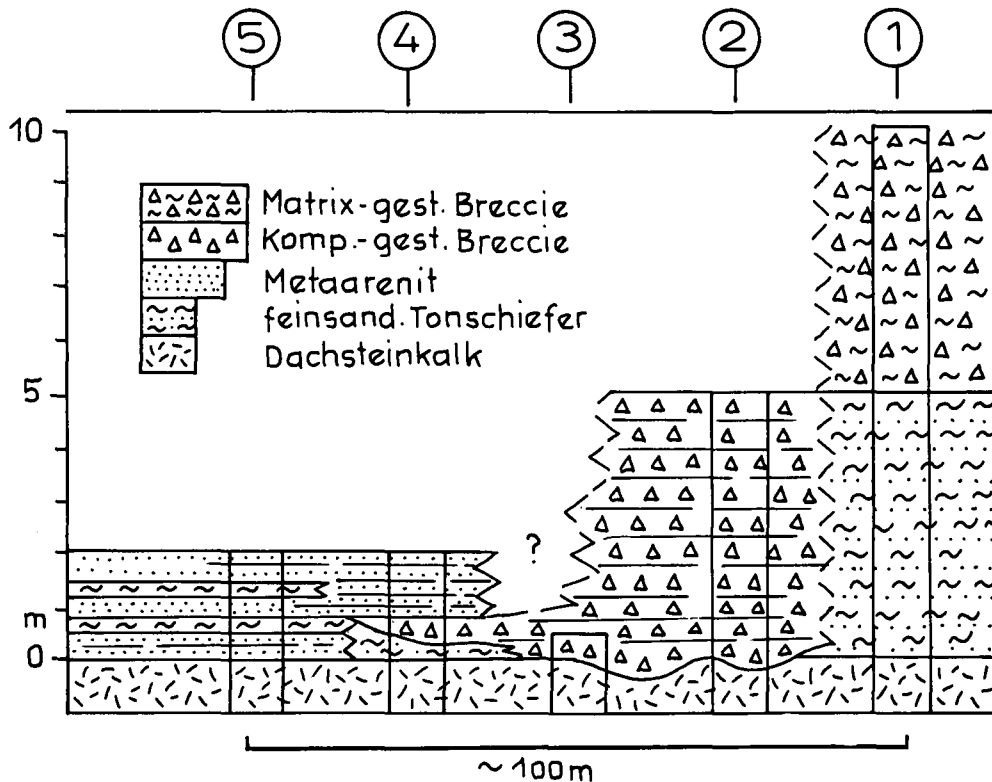 5 4 3 2 1
10
Matrix-gest. Breccie
Komp.-gest. Breccie
Metaarenit
feinsand. Tonschiefer
Dachsteinkalk
5
?
m
0
~100m